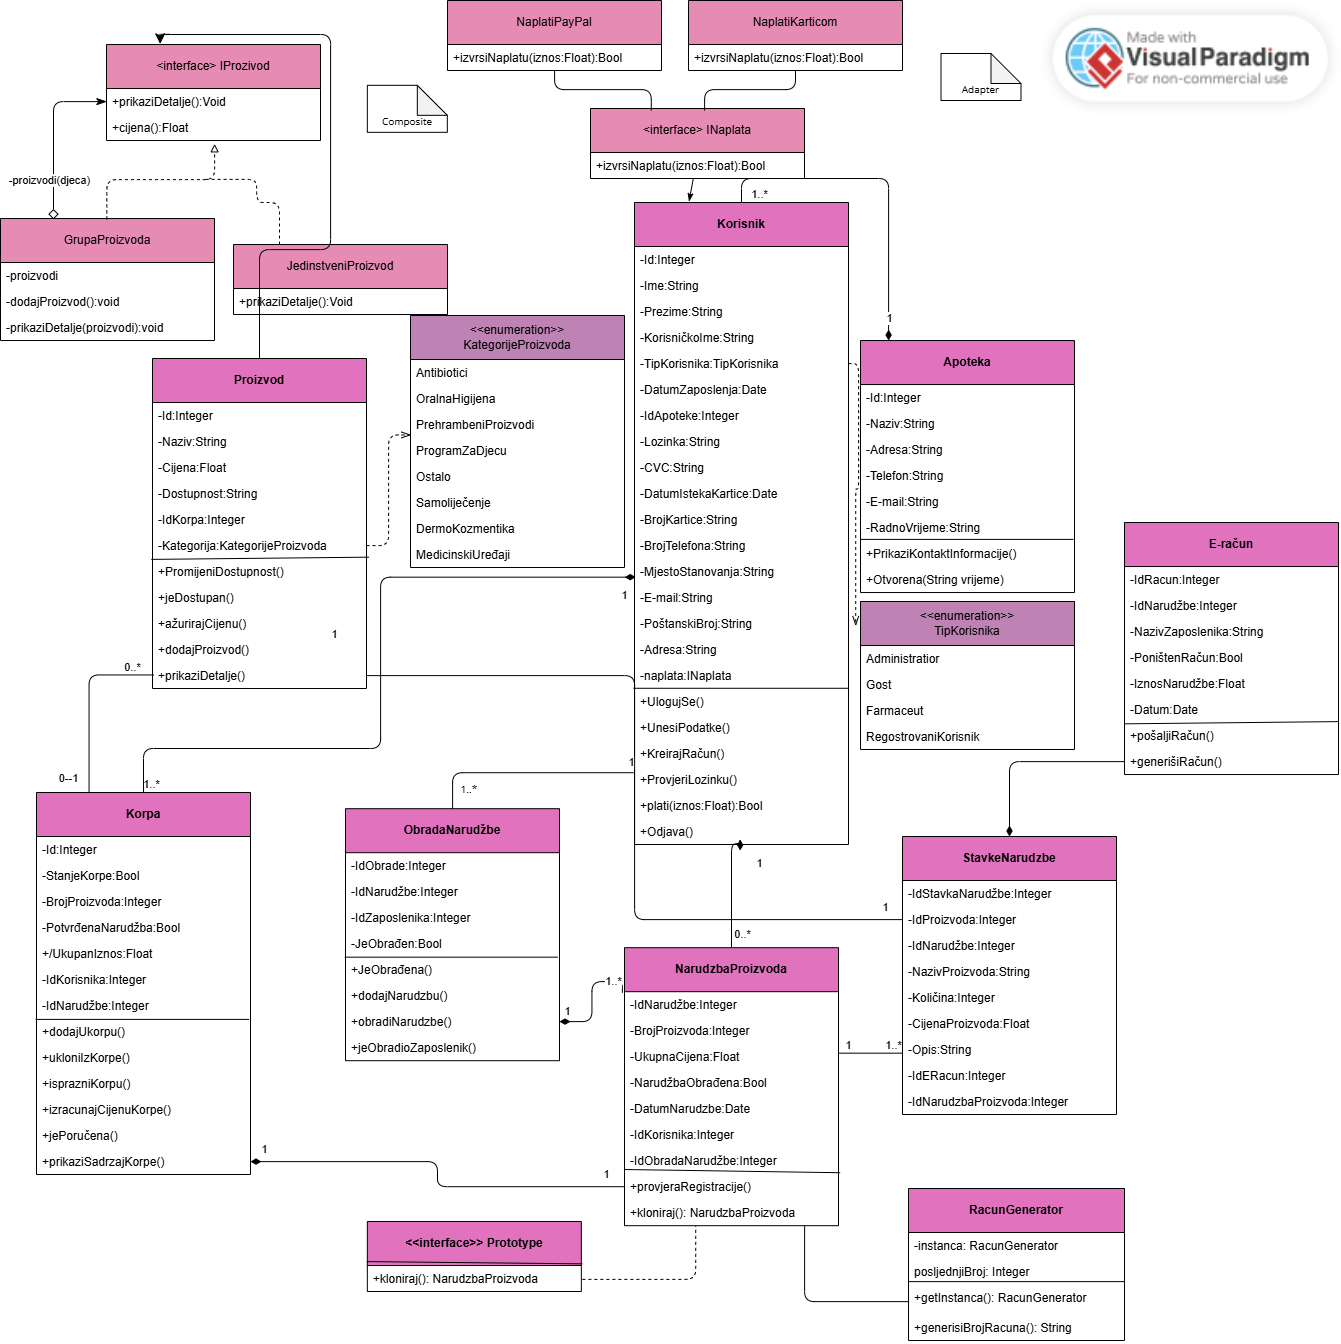 NaplatiPayPal
+izvrsiNaplatu(iznos:Float):Bool
NaplatiKarticom
+izvrsiNaplatu(iznos:Float):Bool
Made with
VisualParadigm
For non-commercial use
<interface> IProzivod
+prikaziDetalje():Void
+cijena():Float
Composite
Adapter
<interface> INaplata
+izvrsiNaplatu(iznos:Float):Bool
-proizvodi(djeca)
1..*
GrupaProizvoda
-proizvodi
-dodajProizvod():void
-prikaziDetalje(proizvodi):void
JedinstveniProizvod
+prikaziDetalje():Void
Korisnik
-Id:Integer
-Ime:String
-Prezime:String
-KorisničkoIme:String
-TipKorisnika:TipKorisnika
-DatumZaposlenja:Date
-IdApoteke:Integer
-Lozinka:String
-CVC:String
-DatumIstekaKartice:Date
-BrojKartice:String
-BrojTelefona:String
-MjestoStanovanja:String
-E-mail:String
-PoštanskiBroj:String
-Adresa:String
-naplata:INaplata
+UlogujSe()
+UnesiPodatke()
+KreirajRačun()
+ProvjeriLozinku()
+plati(iznos:Float):Bool
+Odjava()
1
Apoteka
-Id:Integer
-Naziv:String
-Adresa:String
-Telefon:String
-E-mail:String
-RadnoVrijeme:String
+PrikaziKontaktInformacije()
+Otvorena(String vrijeme)
<<enumeration>>
KategorijeProizvoda
Antibiotici
OralnaHigijena
PrehrambeniProizvodi
ProgramZaDjecu
Ostalo
Samoliječenje
DermoKozmentika
MedicinskiUređaji
Proizvod
-Id:Integer
-Naziv:String
-Cijena:Float
-Dostupnost:String
-IdKorpa:Integer
-Kategorija:KategorijeProizvoda
+PromijeniDostupnost()
+jeDostupan()
+ažurirajCijenu()
+dodajProizvod()
+prikaziDetalje()
1
1
0..*
<<enumeration>>
TipKorisnika
Administratior
Gost
Farmaceut
RegostrovaniKorisnik
E-račun
-IdRacun:Integer
-IdNarudžbe:Integer
-NazivZaposlenika:String
-PoništenRačun:Bool
-IznosNarudžbe:Float
-Datum:Date
+pošaljiRačun()
+generišiRačun()
0--1
1..*
1..*
1
Korpa
-Id:Integer
-StanjeKorpe:Bool
-BrojProizvoda:Integer
-PotvrđenaNarudžba:Bool
+/UkupanIznos:Float
-IdKorisnika:Integer
-IdNarudžbe:Integer
+dodajUkorpu()
+ukloniIzKorpe()
+isprazniKorpu()
+izracunajCijenuKorpe()
+jePoručena()
+prikaziSadrzajKorpe()
ObradaNarudžbe
-IdObrade:Integer
-IdNarudžbe:Integer
-IdZaposlenika:Integer
-JeObrađen:Bool
+JeObrađena()
+dodajNarudzbu()
+obradiNarudzbe()
+jeObradioZaposlenik()
1
0..*
1
StavkeNarudzbe
-IdStavkaNarudžbe:Integer
-IdProizvoda:Integer
-IdNarudžbe:Integer
-NazivProizvoda:String
-Količina:Integer
-CijenaProizvoda:Float
-Opis:String
-IdERacun:Integer
-IdNarudzbaProizvoda:Integer
1
1..*
NarudzbaProizvoda
-IdNarudžbe:Integer
-BrojProizvoda:Integer
-UkupnaCijena:Float
-NarudžbaObrađena:Bool
-DatumNarudzbe:Date
-IdKorisnika:Integer
-IdObradaNarudžbe:Integer
+provjeraRegistracije()
+kloniraj(): NarudzbaProizvoda
1
1..*
1
1
<<interface>> Prototype
+kloniraj(): NarudzbaProizvoda
RacunGenerator
-instanca: RacunGenerator
posljednjiBroj: Integer
+getInstanca(): RacunGenerator
+generisiBrojRacuna(): String